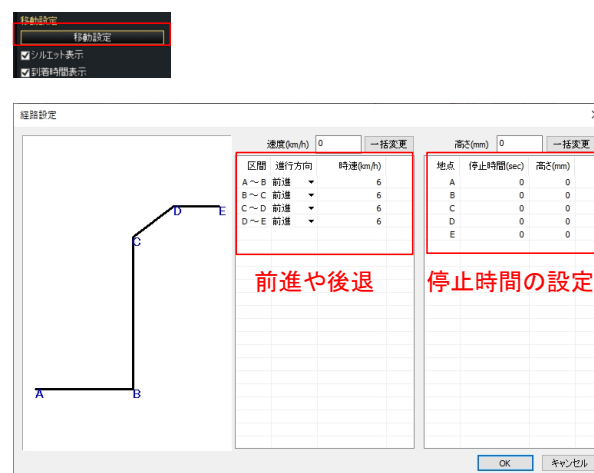 移動設定
移動設定
シルエット表示
到着時間表示
経路設定
速度(km/h) 0 一括変更 高さ(mm) 0 一括変更
区間 進行方向 時速(km/h) 地点 停止時間(sec) 高さ(mm)
A～B 前進 6 A 0 0
B～C 前進 6 B 0 0
C～D 前進 6 C 0 0
D～E 前進 6 D 0 0
E 0 0
D E
C
前進や後退 停止時間の設定
A B
OK キャンセル